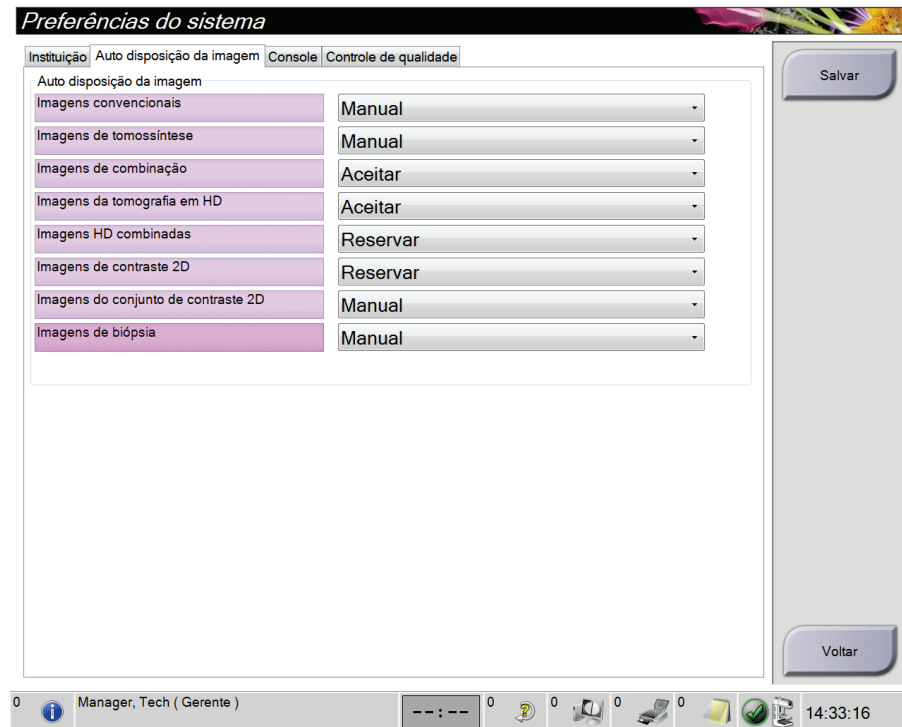 Preferências do sistema
Instituição Auto disposição da imagem Console Controle de qualidade
Salvar
Auto disposição da imagem
Imagens convencionais Manual
Imagens de tomossíntese Manual
Imagens de combinação Aceitar
Imagens da tomografia em HD Aceitar
Imagens HD combinadas Reservar
Imagens de contraste 2D Reservar
Imagens do conjunto de contraste 2D Manual
Imagens de biópsia Manual
Voltar
0 Manager, Tech ( Gerente ) --:-- 0 0 0 0 14:33:16